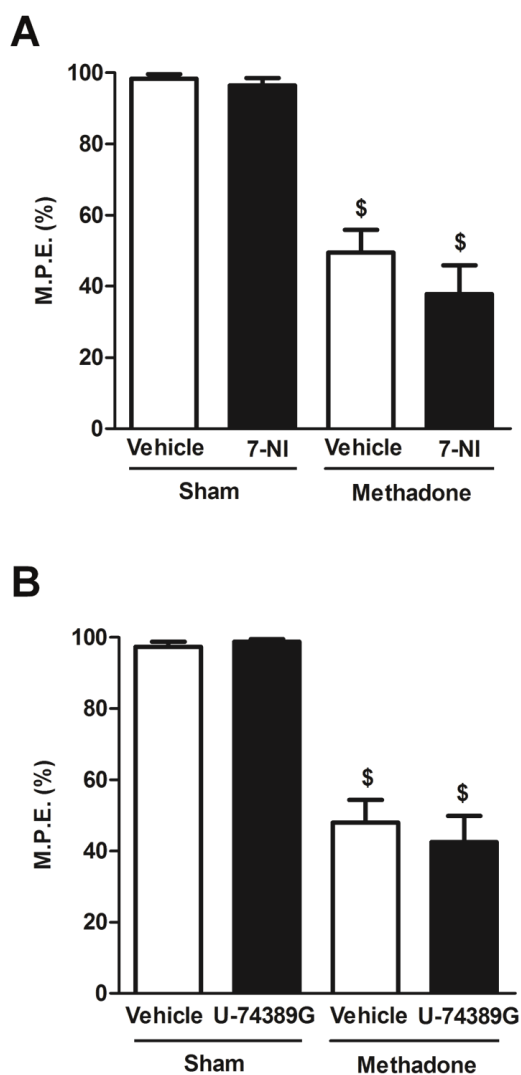 A
M.P.E. (%)
100
80
60
40
20
0
$
$
Vehicle 7-NI Vehicle 7-NI
Sham Methadone
B
M.P.E. (%)
100
80
60
40
20
0
$
$
Vehicle U-74389G Vehicle U-74389G
Sham Methadone